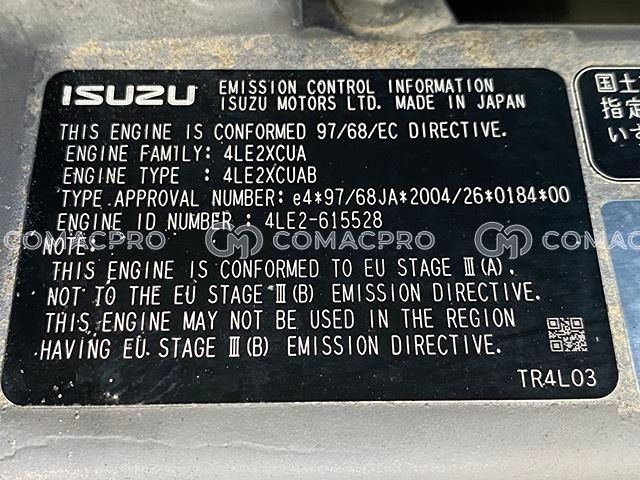 ISUZU EMISSION CONTROL INFORMATION
ISUZU MOTORS LTD. MADE IN JAPAN
THIS ENGINE IS CONFORMED 97/68/EC DIRECTIVE.
ENGINE FAMILY: 4LE2XCUA
ENGINE TYPE : 4LE2XCUAB
TYPE APPROVAL NUMBER: e4*97/68JA*2004/26*0184*00
ENGINE ID NUMBER : 4LE2-615528
NOTE:
THIS ENGINE IS CONFORMED TO EU STAGE Ⅲ(A).
NOT TO THE EU STAGE Ⅲ(B) EMISSION DIRECTIVE.
THIS ENGINE MAY NOT BE USED IN THE REGION
HAVING EU STAGE Ⅲ(B) EMISSION DIRECTIVE.
TR4L03
国土
指定
いす
COMACPRO COMACPRO COMACPRO